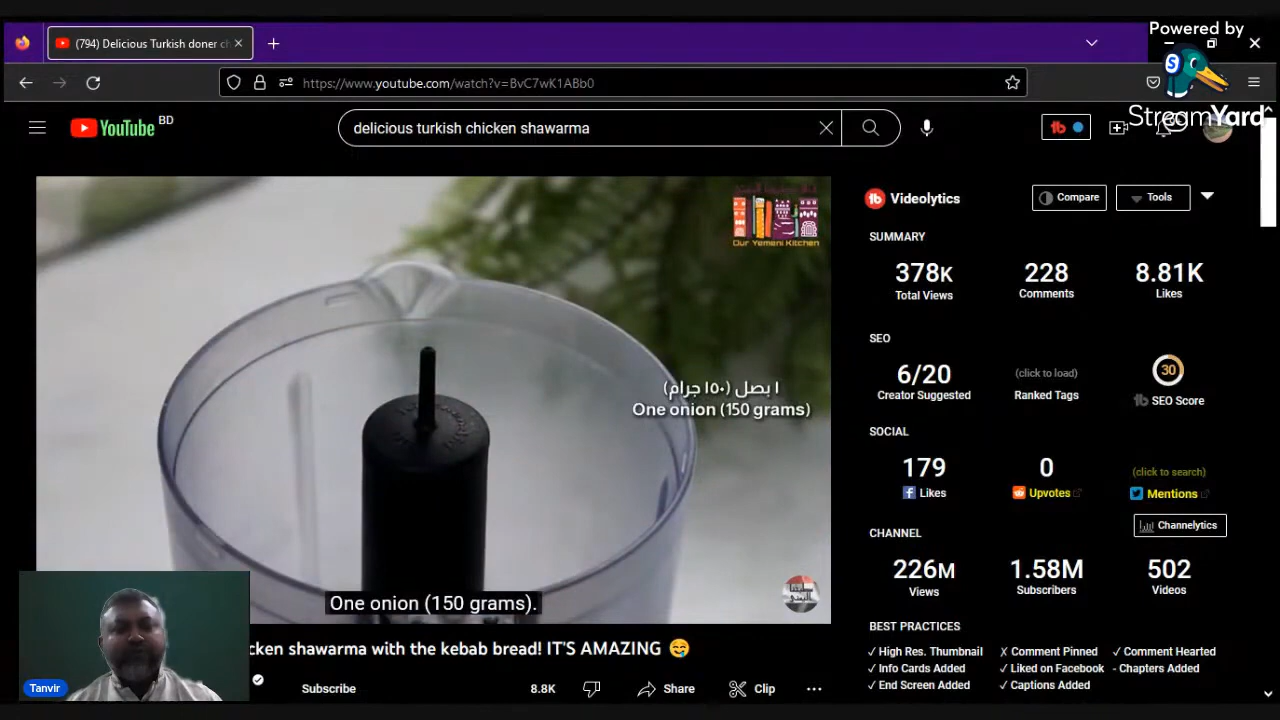 Powered by
StreamYard
(794) Delicious Turkish doner ch
https://www.youtube.com/watch?v=BvC7wK1ABb0
YouTube BD
delicious turkish chicken shawarma
Our Yemeni Kitchen
١ بصل (١٥٠ جرام)
One onion (150 grams)
One onion (150 grams).
Tanvir
cken shawarma with the kebab bread! IT'S AMAZING 🤤
Subscribe
8.8K
Share
Clip
Videolytics
Compare
Tools
SUMMARY
378K 228 8.81K
Total Views Comments Likes
SEO
6/20 (click to load) 30
Creator Suggested Ranked Tags tb SEO Score
SOCIAL
179 0 (click to search)
Likes Upvotes Mentions
Channelytics
CHANNEL
226M 1.58M 502
Views Subscribers Videos
BEST PRACTICES
✓ High Res. Thumbnail ✗ Comment Pinned ✓ Comment Hearted
✓ Info Cards Added ✓ Liked on Facebook - Chapters Added
✓ End Screen Added ✓ Captions Added